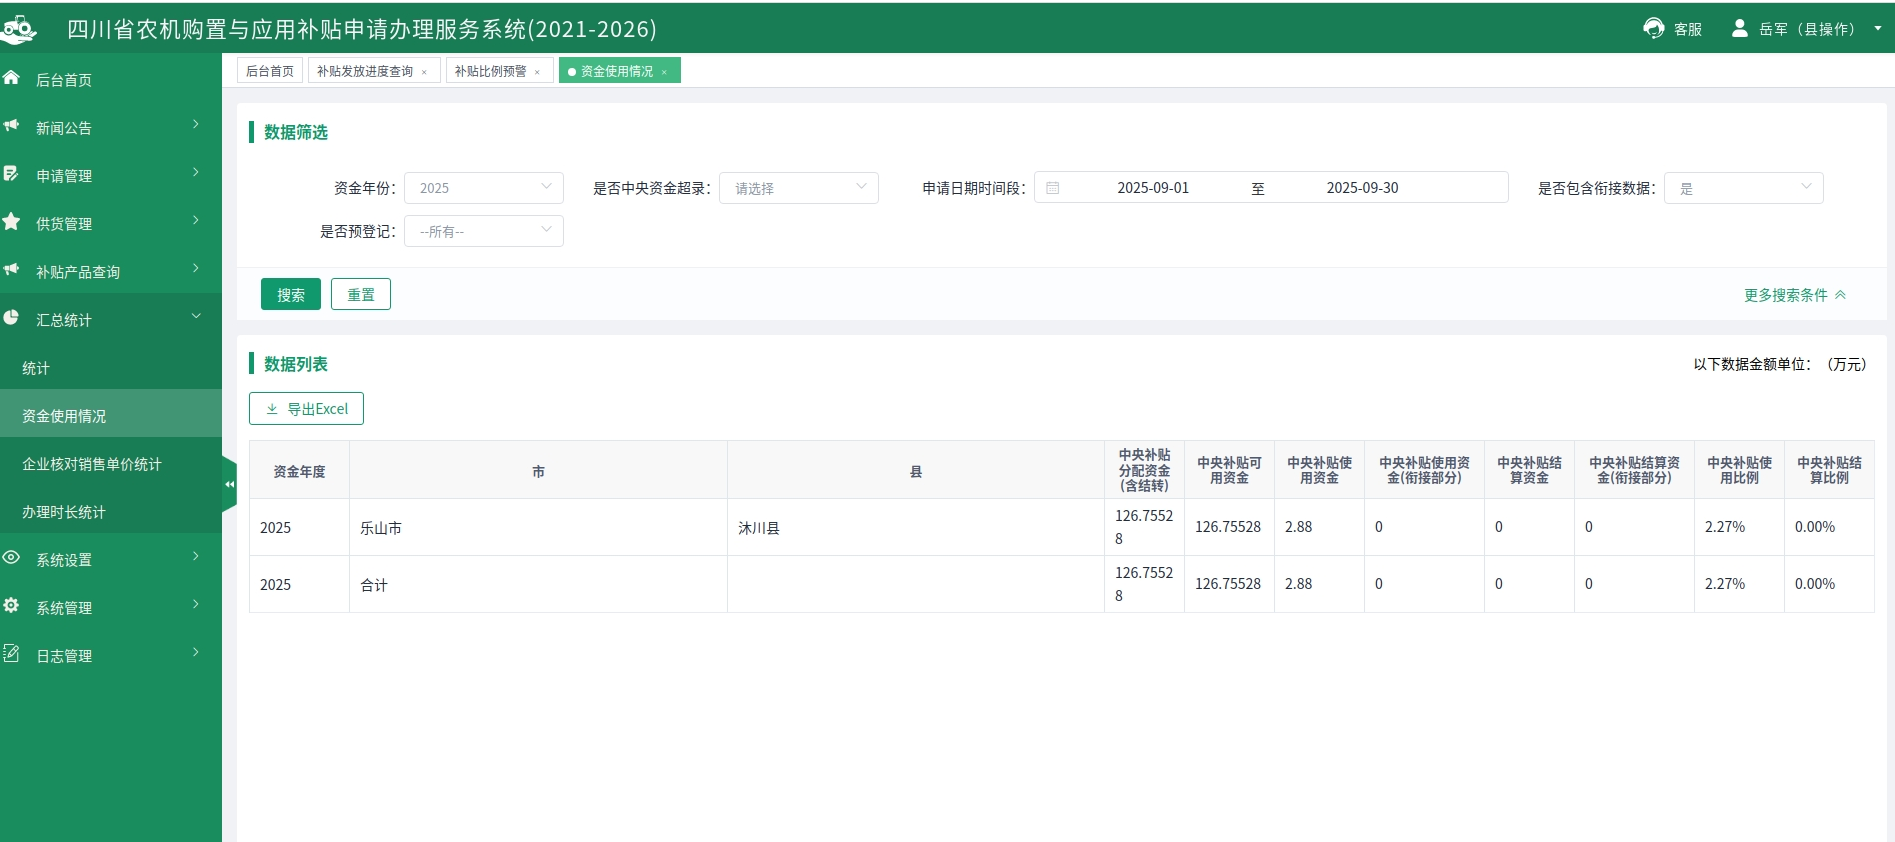 四川省农机购置与应用补贴申请办理服务系统(2021-2026)
客服
岳军（县操作）
后台首页
新闻公告
申请管理
供货管理
补贴产品查询
汇总统计
统计
资金使用情况
企业核对销售单价统计
办理时长统计
系统设置
系统管理
日志管理
后台首页
补贴发放进度查询 ×
补贴比例预警 ×
资金使用情况 ×
数据筛选
资金年份： 2025
是否中央资金超录： 请选择
申请日期时间段： 2025-09-01 至 2025-09-30
是否包含衔接数据： 是
是否预登记： --所有--
搜索
重置
更多搜索条件
数据列表
以下数据金额单位：（万元）
导出Excel
资金年度 市 县 中央补贴分配资金(含结转) 中央补贴可用资金 中央补贴使用资金 中央补贴使用资金(衔接部分) 中央补贴结算资金 中央补贴结算资金(衔接部分) 中央补贴使用比例 中央补贴结算比例
2025 乐山市 沐川县 126.75528 126.75528 2.88 0 0 0 2.27% 0.00%
2025 合计 126.75528 126.75528 2.88 0 0 0 2.27% 0.00%